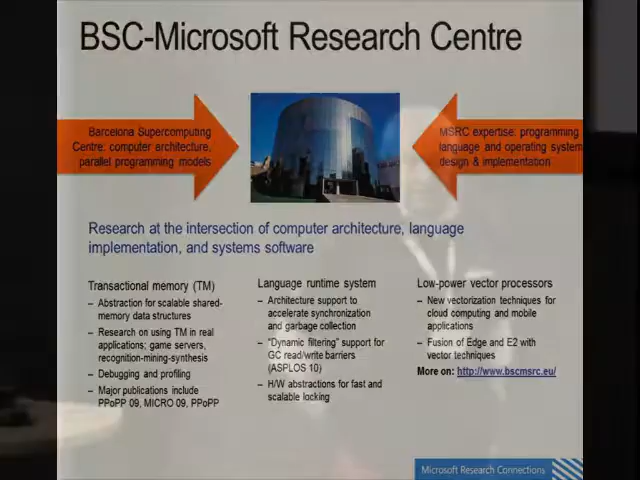 BSC-Microsoft Research Centre
Barcelona Supercomputing
Centre: computer architecture,
parallel programming models
MSRC expertise: programming
language and operating system
design & implementation
Research at the intersection of computer architecture, language
implementation, and systems software
Transactional memory (TM)
– Abstraction for scalable shared-
memory data structures
– Research on using TM in real
applications; game servers,
recognition-mining-synthesis
– Debugging and profiling
– Major publications include
PPoPP 09, MICRO 09, PPoPP
Language runtime system
– Architecture support to
accelerate synchronization
and garbage collection
– "Dynamic filtering" support for
GC read/write barriers
(ASPLOS 10)
– H/W abstractions for fast and
scalable locking
Low-power vector processors
– New vectorization techniques for
cloud computing and mobile
applications
– Fusion of Edge and E2 with
vector techniques
More on: http://www.bscmsrc.eu/
Microsoft Research Connections